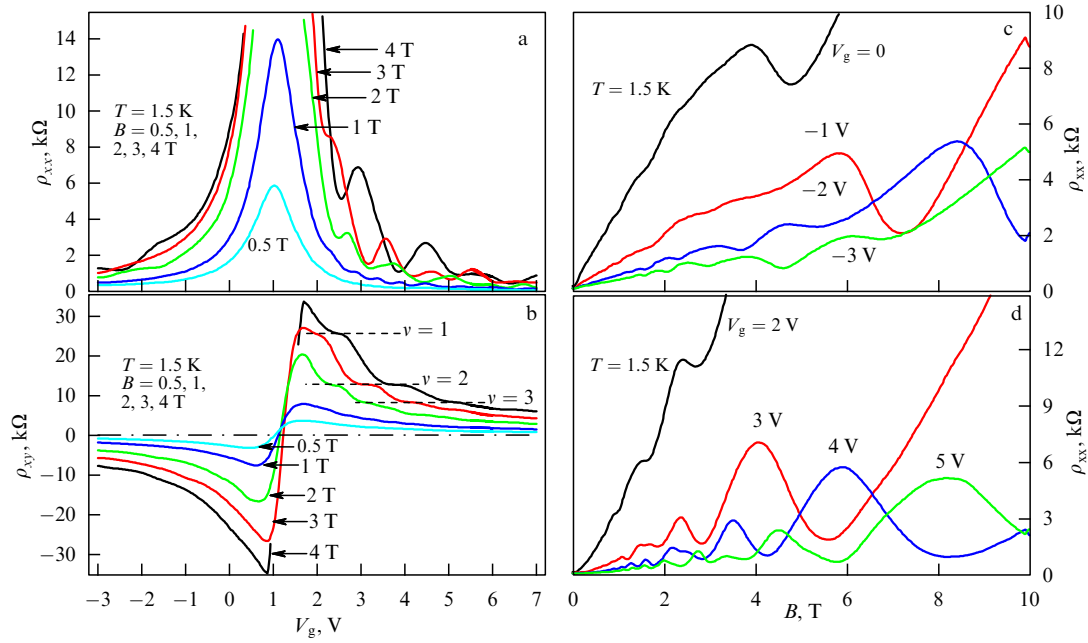 a
14
12
10
8
6
4
2
0
ρxx, kΩ
T = 1.5 K
B = 0.5, 1,
2, 3, 4 T
4 T
3 T
2 T
1 T
0.5 T
b
30
20
10
0
−10
−20
−30
ρxy, kΩ
T = 1.5 K
B = 0.5, 1,
2, 3, 4 T
ν = 1
ν = 2
ν = 3
0.5 T
1 T
2 T
3 T
4 T
−3 −2 −1 0 1 2 3 4 5 6 7
Vg, V
c
10
8
6
4
2
0
ρxx, kΩ
T = 1.5 K
Vg = 0
−1 V
−2 V
−3 V
d
12
9
6
3
0
ρxx, kΩ
T = 1.5 K
Vg = 2 V
3 V
4 V
5 V
0 2 4 6 8 10
B, T